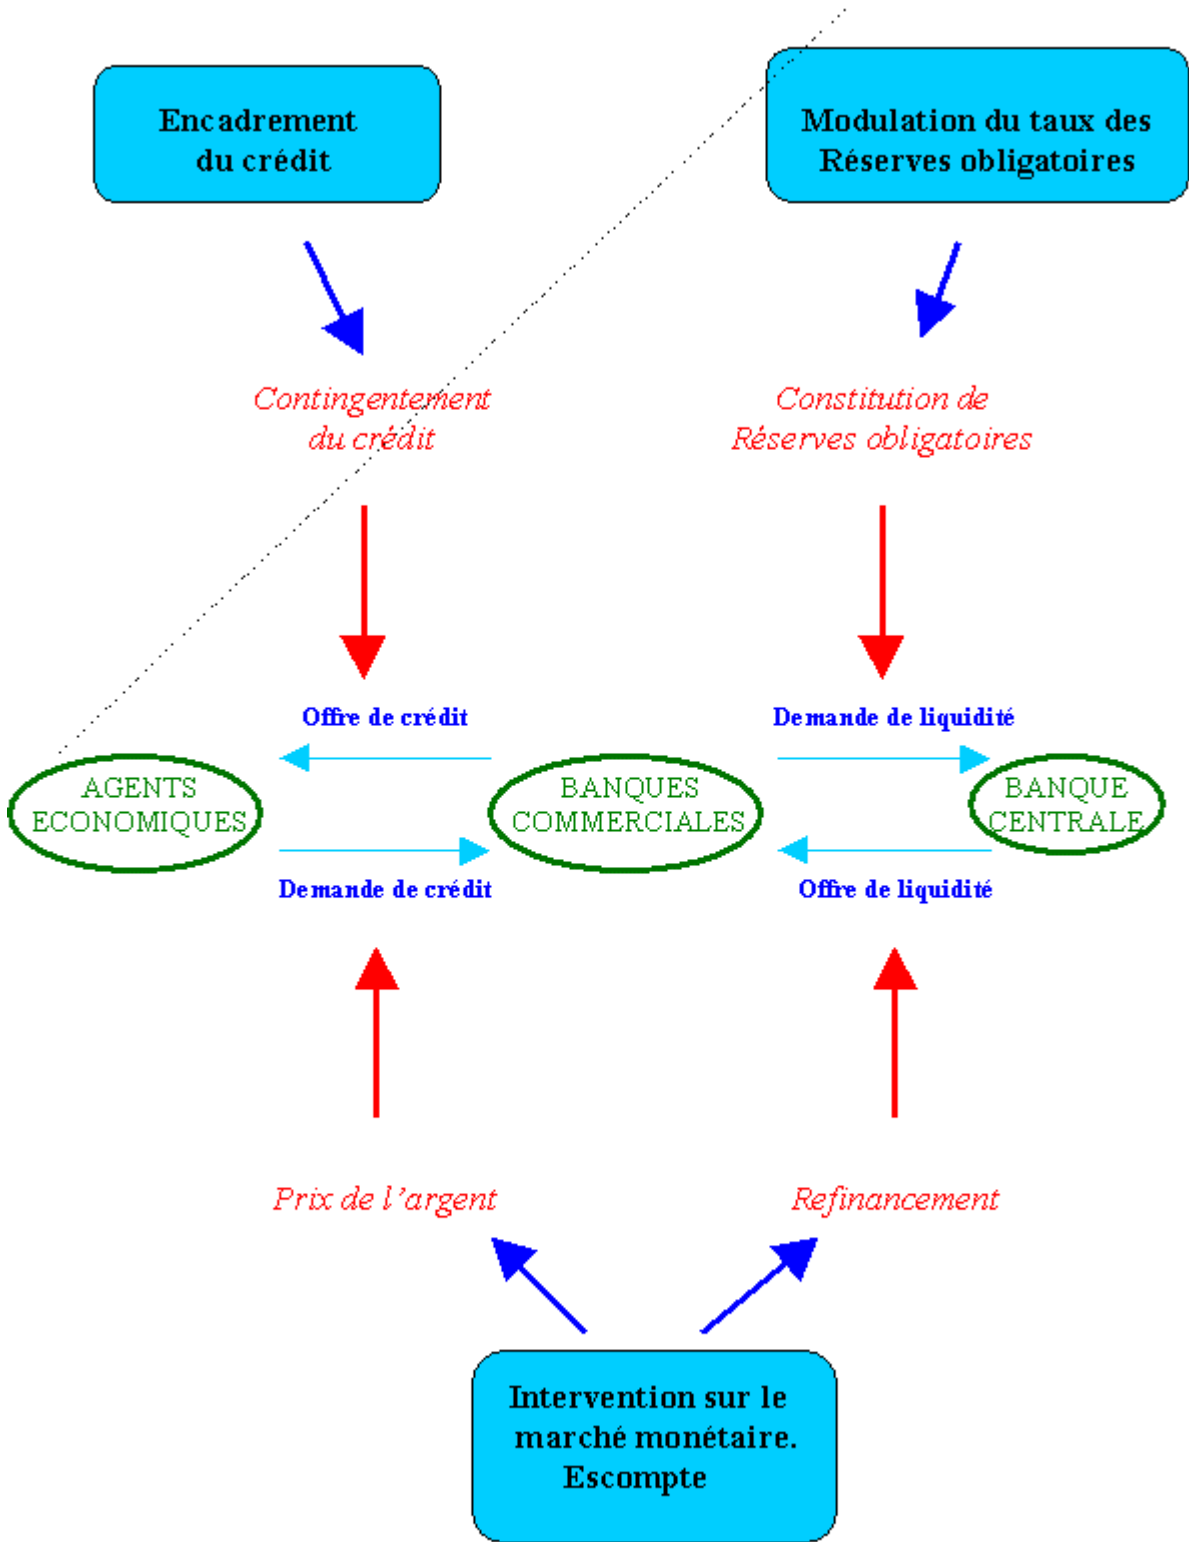 Encadrement
du crédit
Modulation du taux des
Réserves obligatoires
Contingentement
du crédit
Constitution de
Réserves obligatoires
Offre de crédit
Demande de liquidité
AGENTS
ECONOMIQUES
BANQUES
COMMERCIALES
BANQUE
CENTRALE
Demande de crédit
Offre de liquidité
Prix de l'argent
Refinancement
Intervention sur le
marché monétaire.
Escompte